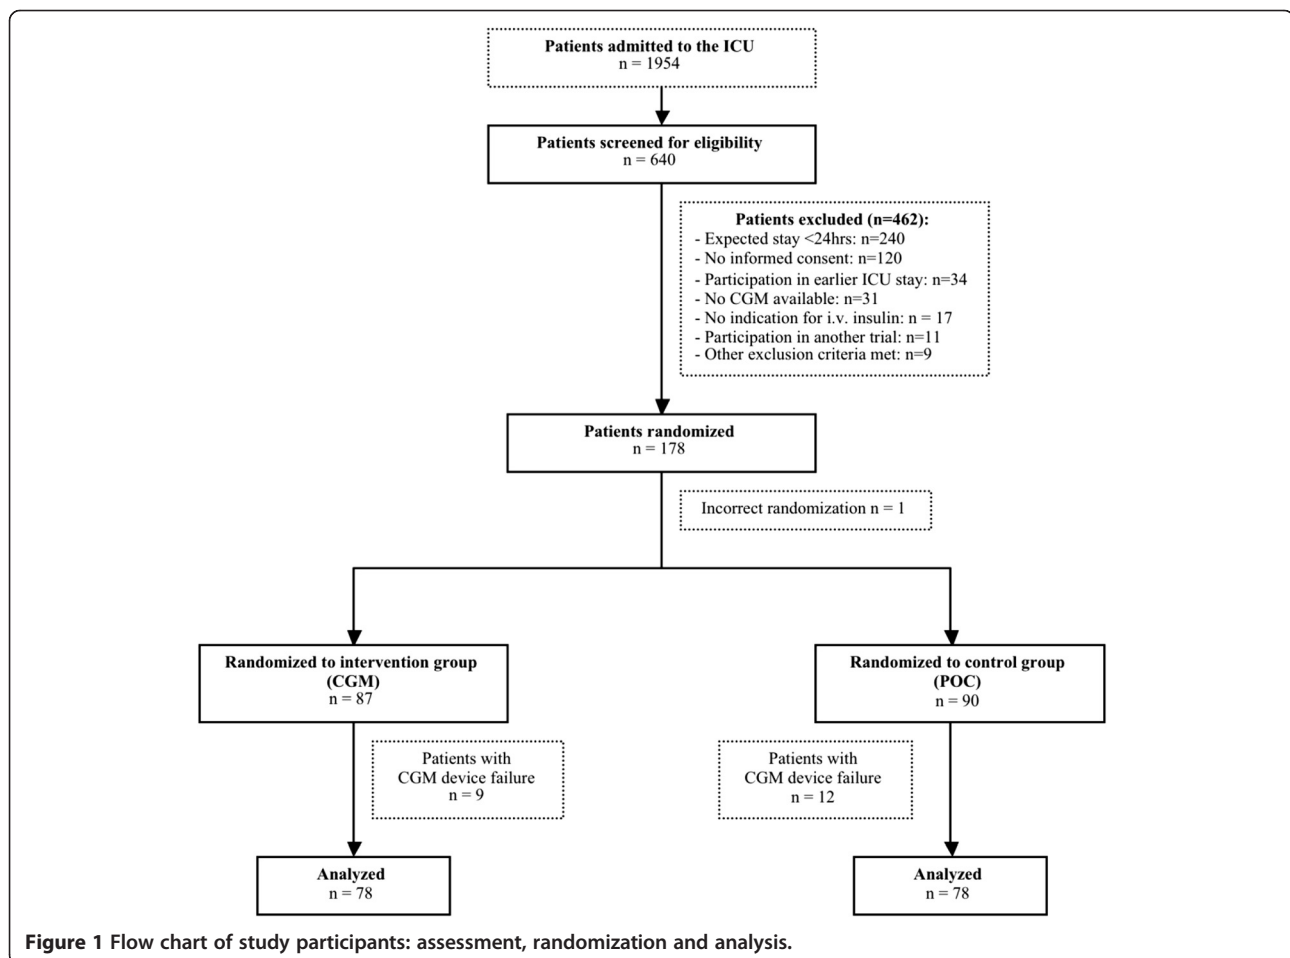 Patients admitted to the ICU
n = 1954
Patients screened for eligibility
n = 640
Patients excluded (n=462):
- Expected stay <24hrs: n=240
- No informed consent: n=120
- Participation in earlier ICU stay: n=34
- No CGM available: n=31
- No indication for i.v. insulin: n = 17
- Participation in another trial: n=11
- Other exclusion criteria met: n=9
Patients randomized
n = 178
Incorrect randomization n = 1
Randomized to intervention group
(CGM)
n = 87
Randomized to control group
(POC)
n = 90
Patients with
CGM device failure
n = 9
Patients with
CGM device failure
n = 12
Analyzed
n = 78
Analyzed
n = 78
Figure 1 Flow chart of study participants: assessment, randomization and analysis.